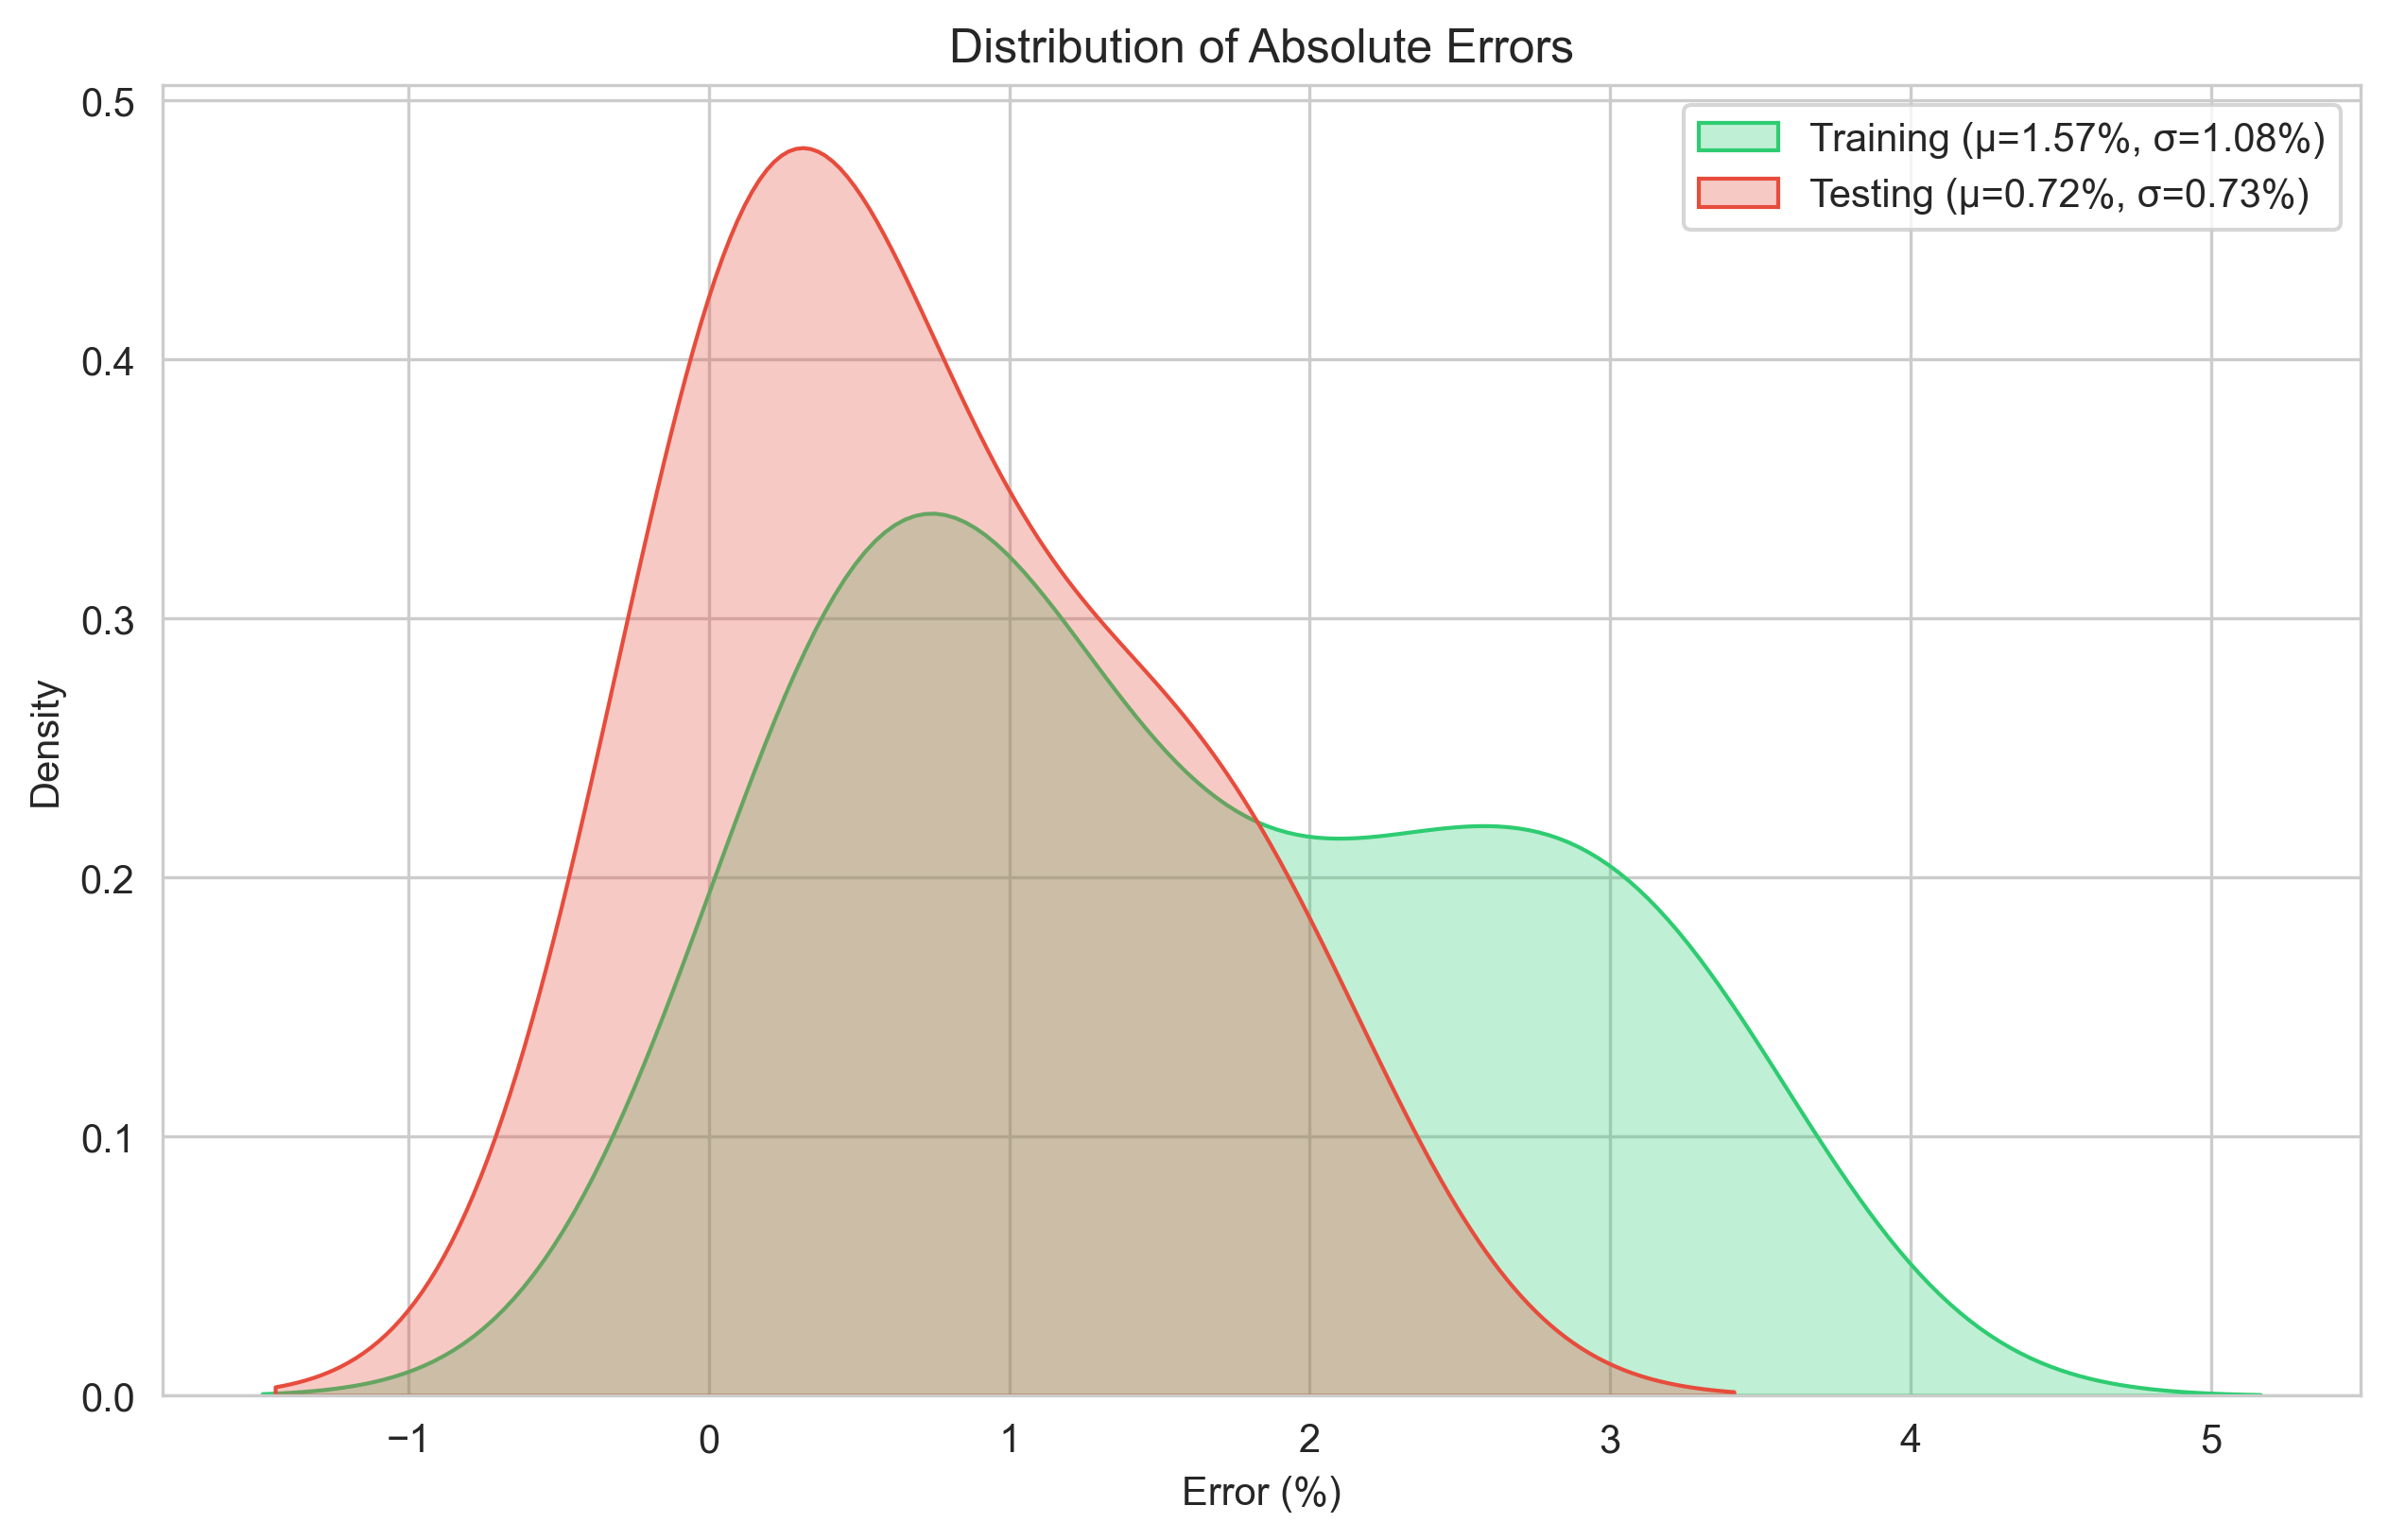 Distribution of Absolute Errors
Training (μ=1.57%, σ=1.08%)
Testing (μ=0.72%, σ=0.73%)
Density
0.5
0.4
0.3
0.2
0.1
0.0
−1 0 1 2 3 4 5
Error (%)